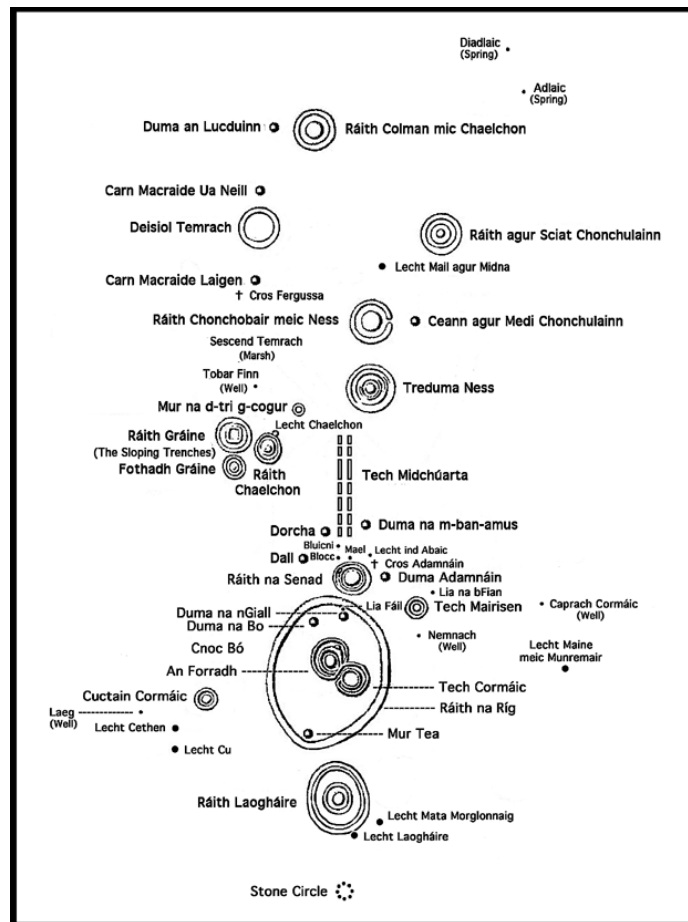 Diadlaic
(Spring)
Adlaic
(Spring)
Duma an Lucduinn
Ráith Colman mic Chaelchon
Carn Macraide Ua Neill
Deisiol Temrach
Ráith agur Sciat Chonchulainn
Lecht Mail agur Midna
Carn Macraide Laigen
Cros Fergussa
Ráith Chonchobair meic Ness
Ceann agur Medi Chonchulainn
Sescend Temrach
(Marsh)
Tobar Finn
(Well)
Treduma Ness
Mur na d-tri g-cogur
Lecht Chaelchon
Ráith Gráine
(The Sloping Trenches)
Fothadh Gráine
Ráith
Chaelchon
Tech Midchúarta
Dorcha
Duma na m-ban-amus
Bluicni
Mael
Lecht ind Abaic
Dall
Blocc
Cros Adamnáin
Ráith na Senad
Duma Adamnáin
Lia na bFian
Duma na nGiall
Lia Fáil
Tech Mairisen
Caprach Cormáic
(Well)
Duma na Bo
Nemnach
(Well)
Cnoc Bó
Lecht Maine
meic Munremair
An Forradh
Tech Cormáic
Cuctain Cormáic
Ráith na Ríg
Laeg
(Well)
Lecht Cethen
Mur Tea
Lecht Cu
Ráith Laogháire
Lecht Mata Morglonnaig
Lecht Laogháire
Stone Circle